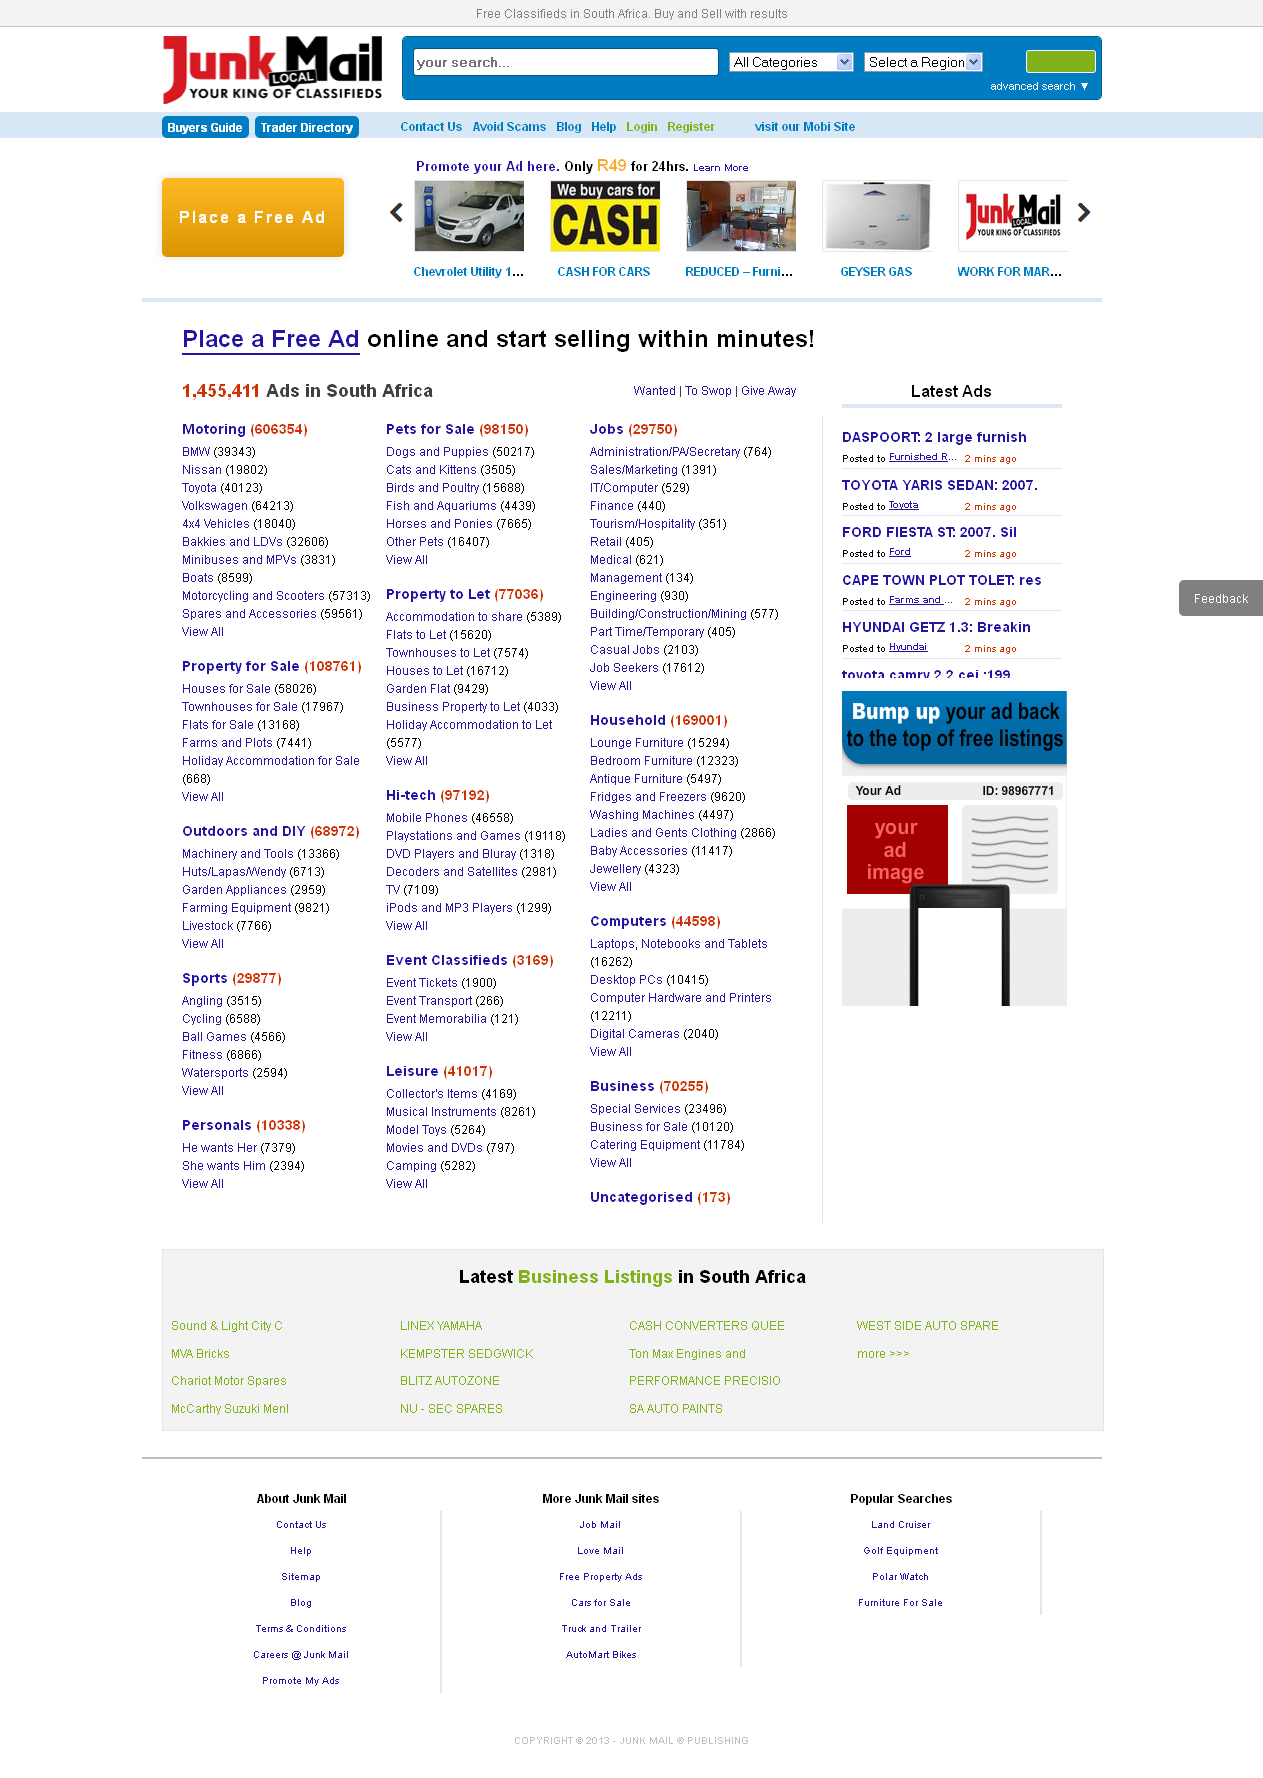 Free Classifieds in South Africa. Buy and Sell with results
Junk Mail
LOCAL
YOUR KING OF CLASSIFIEDS
your search...
All Categories
Select a Region
advanced search ▼
Buyers Guide
Trader Directory
Contact Us
Avoid Scams
Blog
Help
Login
Register
visit our Mobi Site
Place a Free Ad
Promote your Ad here. Only R49 for 24hrs. Learn More
We buy cars for
CASH
Junk Mail
LOCAL
YOUR KING OF CLASSIFIEDS
Chevrolet Utility 1...
CASH FOR CARS
REDUCED – Furni...
GEYSER GAS
WORK FOR MAR...
Place a Free Ad online and start selling within minutes!
1,455,411 Ads in South Africa
Wanted | To Swop | Give Away
Motoring (606354)
BMW (39343)
Nissan (19802)
Toyota (40123)
Volkswagen (64213)
4x4 Vehicles (18040)
Bakkies and LDVs (32606)
Minibuses and MPVs (3831)
Boats (8599)
Motorcycling and Scooters (57313)
Spares and Accessories (59561)
View All
Property for Sale (108761)
Houses for Sale (58026)
Townhouses for Sale (17967)
Flats for Sale (13168)
Farms and Plots (7441)
Holiday Accommodation for Sale
(668)
View All
Outdoors and DIY (68972)
Machinery and Tools (13366)
Huts/Lapas/Wendy (6713)
Garden Appliances (2959)
Farming Equipment (9821)
Livestock (7766)
View All
Sports (29877)
Angling (3515)
Cycling (6588)
Ball Games (4566)
Fitness (6866)
Watersports (2594)
View All
Personals (10338)
He wants Her (7379)
She wants Him (2394)
View All
Pets for Sale (98150)
Dogs and Puppies (50217)
Cats and Kittens (3505)
Birds and Poultry (15688)
Fish and Aquariums (4439)
Horses and Ponies (7665)
Other Pets (16407)
View All
Property to Let (77036)
Accommodation to share (5389)
Flats to Let (15620)
Townhouses to Let (7574)
Houses to Let (16712)
Garden Flat (9429)
Business Property to Let (4033)
Holiday Accommodation to Let
(5577)
View All
Hi-tech (97192)
Mobile Phones (46558)
Playstations and Games (19118)
DVD Players and Bluray (1318)
Decoders and Satellites (2981)
TV (7109)
iPods and MP3 Players (1299)
View All
Event Classifieds (3169)
Event Tickets (1900)
Event Transport (266)
Event Memorabilia (121)
View All
Leisure (41017)
Collector's Items (4169)
Musical Instruments (8261)
Model Toys (5264)
Movies and DVDs (797)
Camping (5282)
View All
Jobs (29750)
Administration/PA/Secretary (764)
Sales/Marketing (1391)
IT/Computer (529)
Finance (440)
Tourism/Hospitality (351)
Retail (405)
Medical (621)
Management (134)
Engineering (930)
Building/Construction/Mining (577)
Part Time/Temporary (405)
Casual Jobs (2103)
Job Seekers (17612)
View All
Household (169001)
Lounge Furniture (15294)
Bedroom Furniture (12323)
Antique Furniture (5497)
Fridges and Freezers (9620)
Washing Machines (4497)
Ladies and Gents Clothing (2866)
Baby Accessories (11417)
Jewellery (4323)
View All
Computers (44598)
Laptops, Notebooks and Tablets
(16262)
Desktop PCs (10415)
Computer Hardware and Printers
(12211)
Digital Cameras (2040)
View All
Business (70255)
Special Services (23496)
Business for Sale (10120)
Catering Equipment (11784)
View All
Uncategorised (173)
Latest Ads
DASPOORT: 2 large furnish
Posted to Furnished R... 2 mins ago
TOYOTA YARIS SEDAN: 2007.
Posted to Toyota 2 mins ago
FORD FIESTA ST: 2007. Sil
Posted to Ford 2 mins ago
CAPE TOWN PLOT TOLET: res
Posted to Farms and ... 2 mins ago
HYUNDAI GETZ 1.3: Breakin
Posted to Hyundai 2 mins ago
toyota camry 2.2 cei :199
Bump up your ad back
to the top of free listings
Your Ad
ID: 98967771
your
ad
image
Feedback
Latest Business Listings in South Africa
Sound & Light City C
LINEX YAMAHA
CASH CONVERTERS QUEE
WEST SIDE AUTO SPARE
MVA Bricks
KEMPSTER SEDGWICK
Ton Max Engines and
more >>>
Chariot Motor Spares
BLITZ AUTOZONE
PERFORMANCE PRECISIO
McCarthy Suzuki Menl
NU - SEC SPARES
SA AUTO PAINTS
About Junk Mail
Contact Us
Help
Sitemap
Blog
Terms & Conditions
Careers @ Junk Mail
Promote My Ads
More Junk Mail sites
Job Mail
Love Mail
Free Property Ads
Cars for Sale
Truck and Trailer
AutoMart Bikes
Popular Searches
Land Cruiser
Golf Equipment
Polar Watch
Furniture For Sale
COPYRIGHT © 2013 - JUNK MAIL ® PUBLISHING